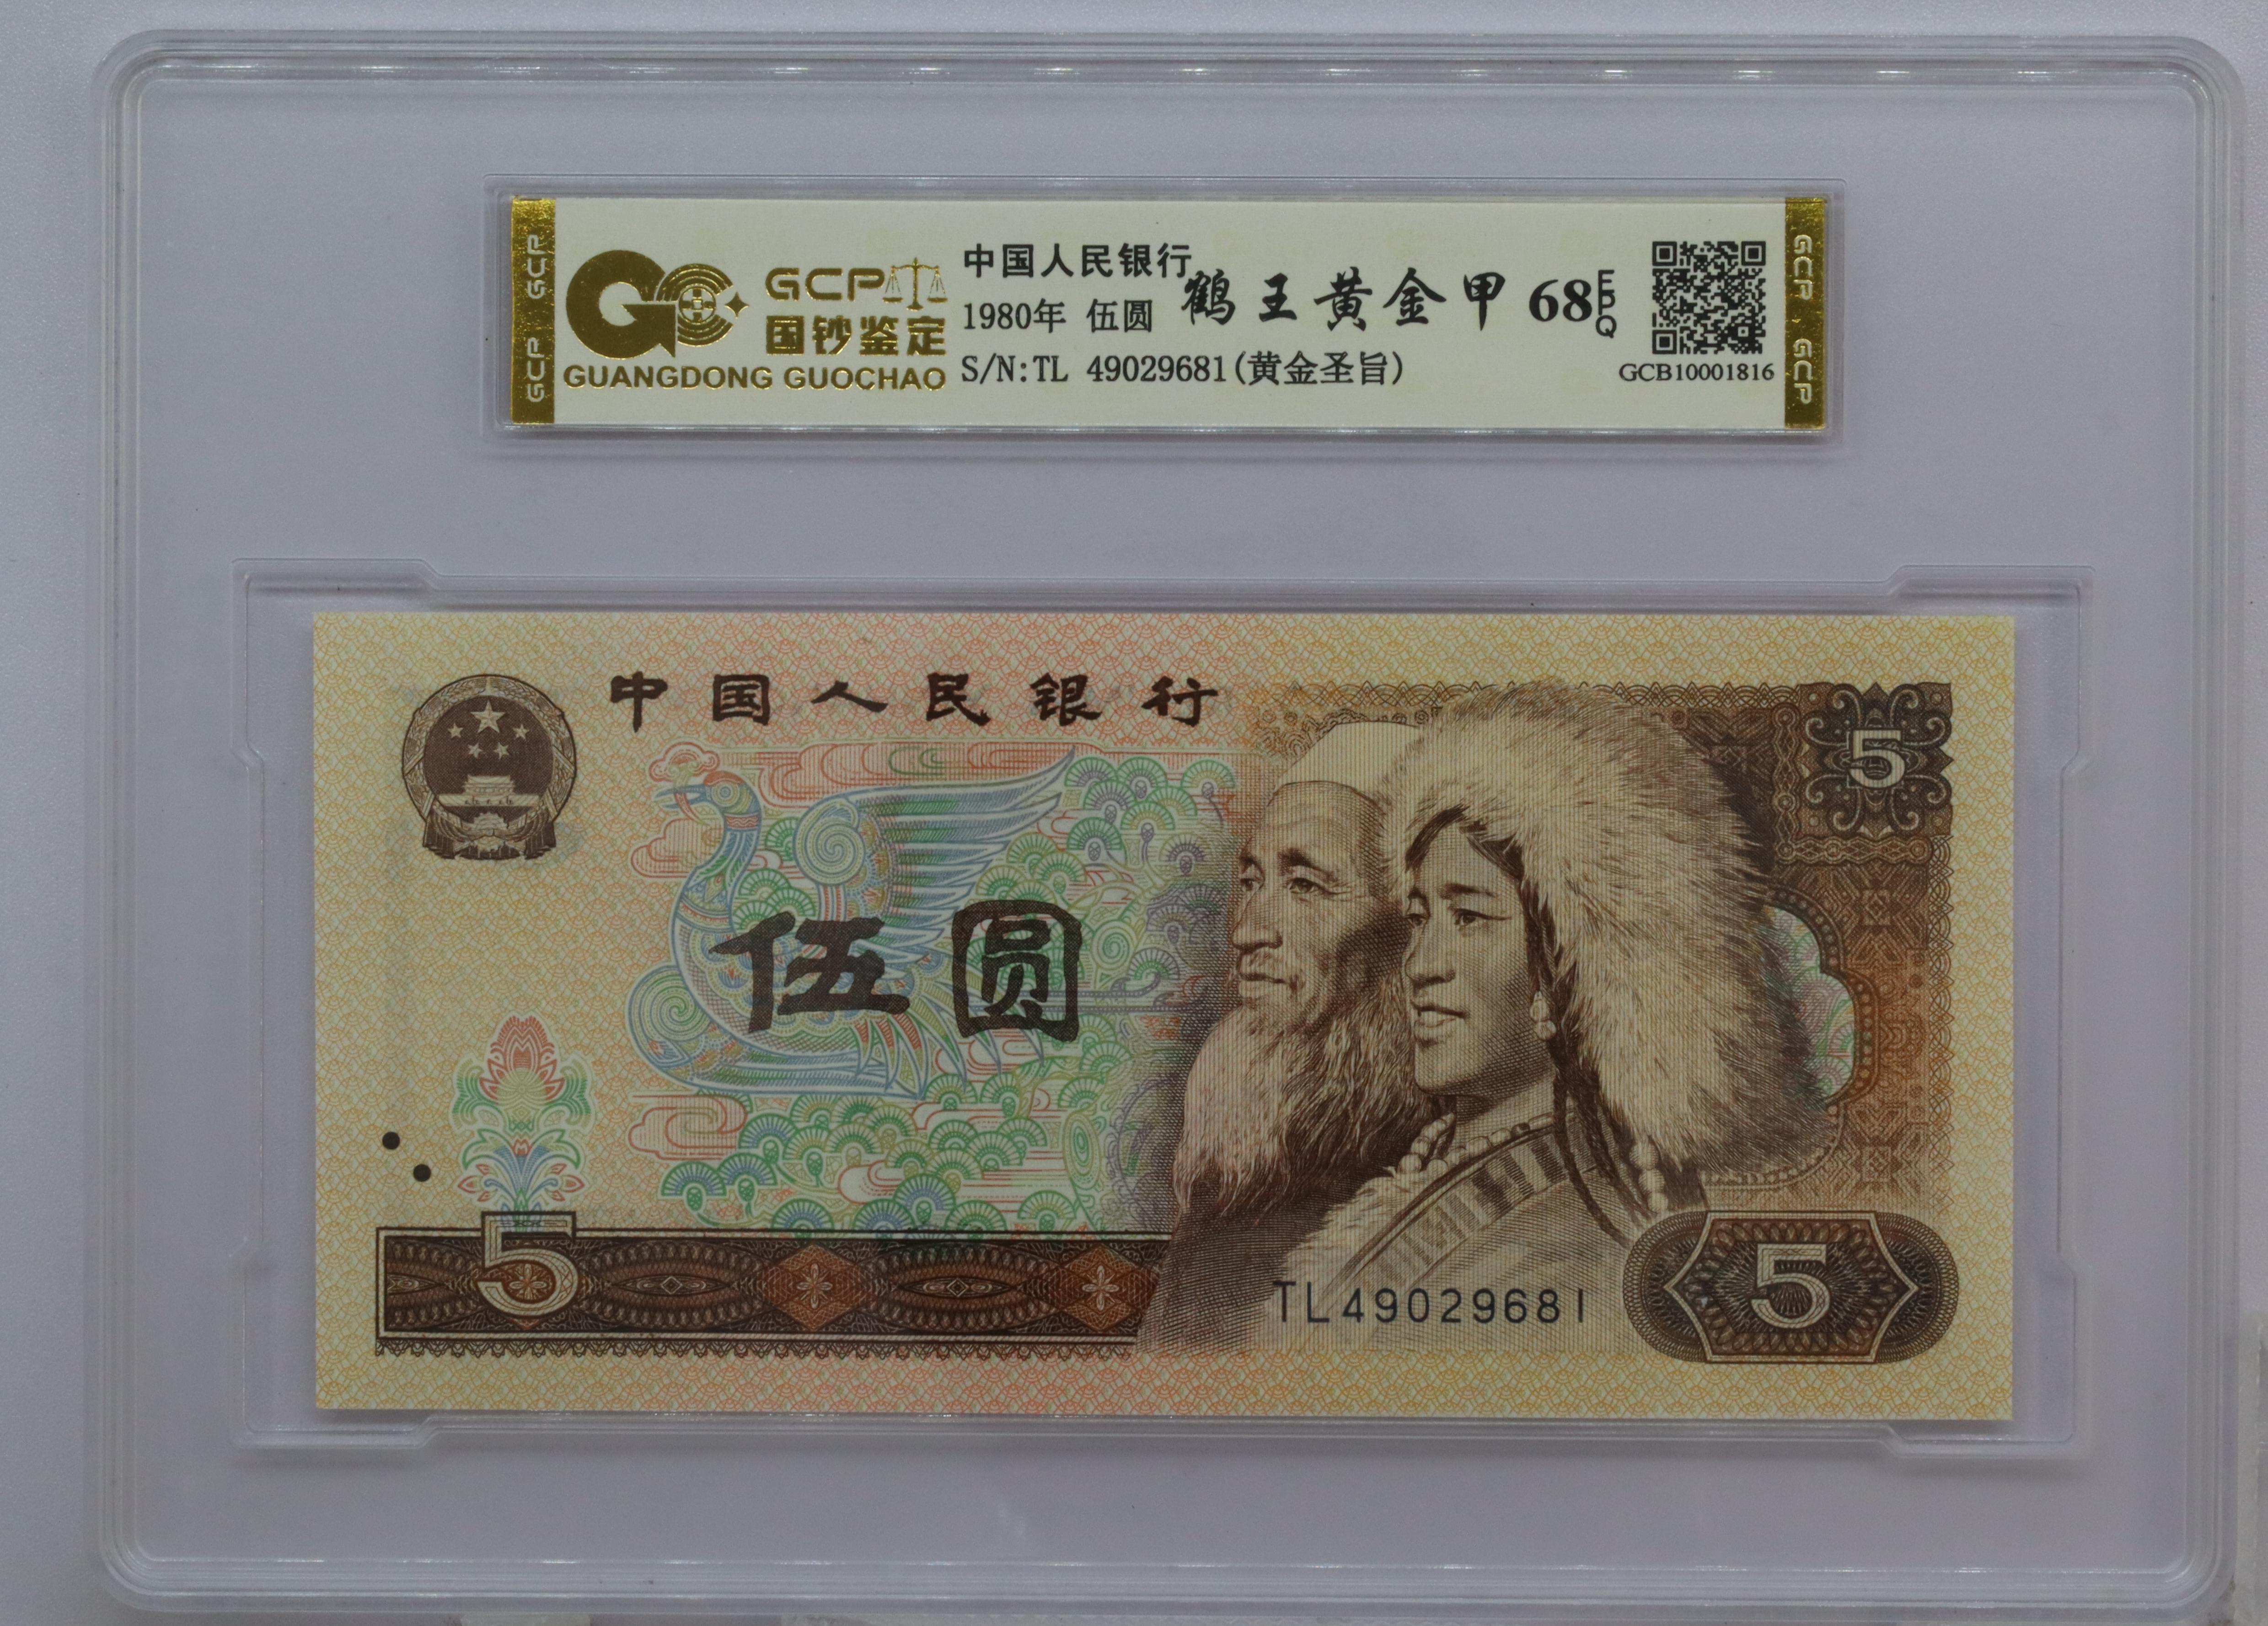 GCP · GCP
GCP
国钞鉴定
GUANGDONG GUOCHAO
中国人民银行
1980年 伍圆
S/N:TL 49029681(黄金圣旨)
鹤王黄金甲 68 EPQ
GCB10001816
GCP · GCP
中国人民银行
5
伍圆
5
TL49029681
5